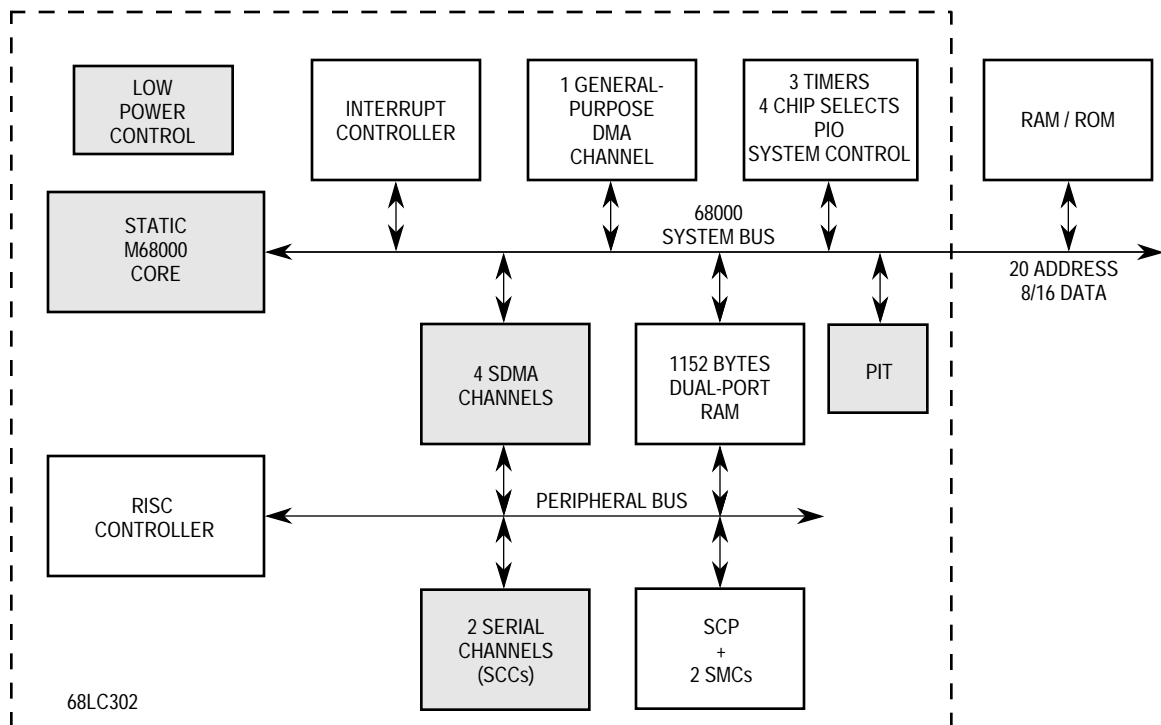 LOW
POWER
CONTROL
INTERRUPT
CONTROLLER
1 GENERAL-
PURPOSE
DMA
CHANNEL
3 TIMERS
4 CHIP SELECTS
PIO
SYSTEM CONTROL
RAM / ROM
STATIC
M68000
CORE
68000
SYSTEM BUS
20 ADDRESS
8/16 DATA
4 SDMA
CHANNELS
1152 BYTES
DUAL-PORT
RAM
PIT
RISC
CONTROLLER
PERIPHERAL BUS
2 SERIAL
CHANNELS
(SCCs)
SCP
+
2 SMCs
68LC302